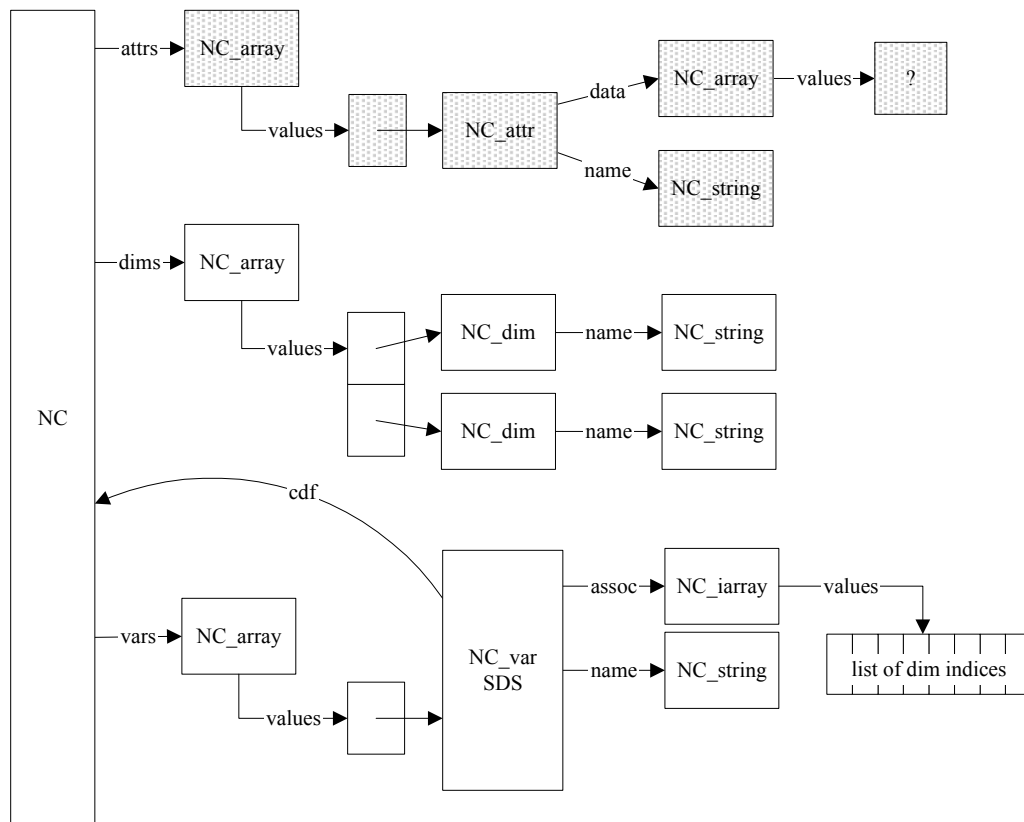 attrs
NC_array
values
NC_attr
data
NC_array
values
?
name
NC_string
dims
NC_array
values
NC_dim
name
NC_string
NC_dim
name
NC_string
NC
cdf
vars
NC_array
values
NC_var
SDS
assoc
NC_iarray
values
name
NC_string
list of dim indices